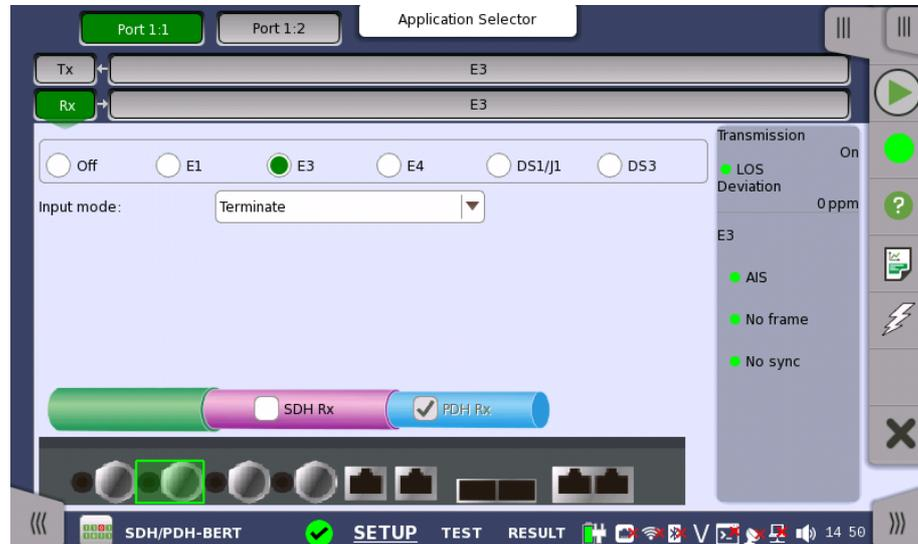 Application Selector
Port 1:1
Port 1:2
Tx
E3
Rx
E3
Off
E1
E3
E4
DS1/J1
DS3
Input mode:
Terminate
Transmission
On
LOS
Deviation
0 ppm
E3
AIS
No frame
No sync
SDH Rx
PDH Rx
SDH/PDH-BERT
SETUP
TEST
RESULT
14 50